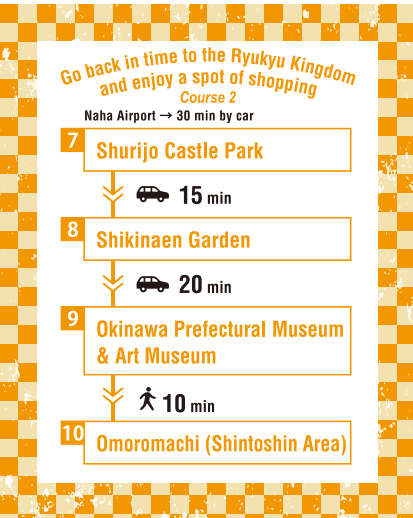 Go back in time to the Ryukyu Kingdom
and enjoy a spot of shopping
Course 2
Naha Airport → 30 min by car
7
Shurijo Castle Park
15 min
8
Shikinaen Garden
20 min
9
Okinawa Prefectural Museum
& Art Museum
10 min
10
Omoromachi (Shintoshin Area)